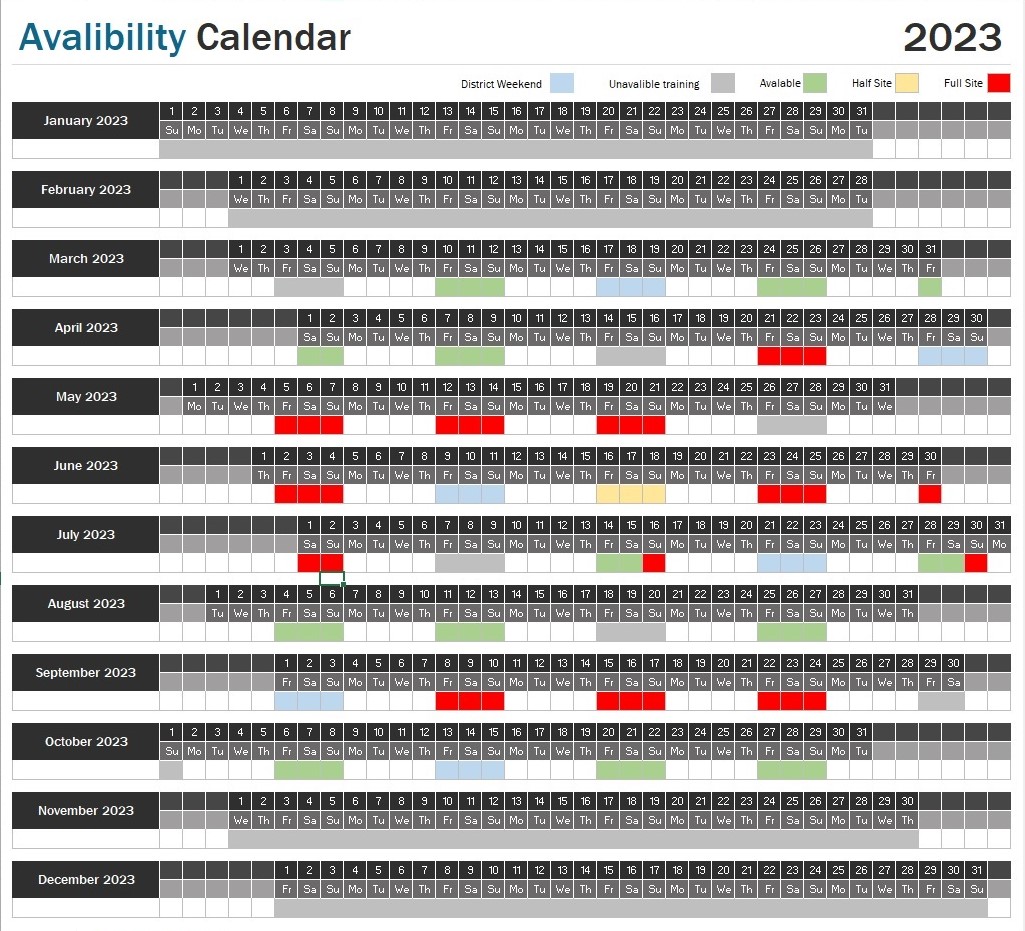 Avalibility Calendar 2023
District Weekend Unavalible training Avalable Half Site Full Site
January 2023
1 2 3 4 5 6 7 8 9 10 11 12 13 14 15 16 17 18 19 20 21 22 23 24 25 26 27 28 29 30 31
Su Mo Tu We Th Fr Sa Su Mo Tu We Th Fr Sa Su Mo Tu We Th Fr Sa Su Mo Tu We Th Fr Sa Su Mo Tu
February 2023
1 2 3 4 5 6 7 8 9 10 11 12 13 14 15 16 17 18 19 20 21 22 23 24 25 26 27 28
We Th Fr Sa Su Mo Tu We Th Fr Sa Su Mo Tu We Th Fr Sa Su Mo Tu We Th Fr Sa Su Mo Tu
March 2023
1 2 3 4 5 6 7 8 9 10 11 12 13 14 15 16 17 18 19 20 21 22 23 24 25 26 27 28 29 30 31
We Th Fr Sa Su Mo Tu We Th Fr Sa Su Mo Tu We Th Fr Sa Su Mo Tu We Th Fr Sa Su Mo Tu We Th Fr
April 2023
1 2 3 4 5 6 7 8 9 10 11 12 13 14 15 16 17 18 19 20 21 22 23 24 25 26 27 28 29 30
Sa Su Mo Tu We Th Fr Sa Su Mo Tu We Th Fr Sa Su Mo Tu We Th Fr Sa Su Mo Tu We Th Fr Sa Su
May 2023
1 2 3 4 5 6 7 8 9 10 11 12 13 14 15 16 17 18 19 20 21 22 23 24 25 26 27 28 29 30 31
Mo Tu We Th Fr Sa Su Mo Tu We Th Fr Sa Su Mo Tu We Th Fr Sa Su Mo Tu We Th Fr Sa Su Mo Tu We
June 2023
1 2 3 4 5 6 7 8 9 10 11 12 13 14 15 16 17 18 19 20 21 22 23 24 25 26 27 28 29 30
Th Fr Sa Su Mo Tu We Th Fr Sa Su Mo Tu We Th Fr Sa Su Mo Tu We Th Fr Sa Su Mo Tu We Th Fr
July 2023
1 2 3 4 5 6 7 8 9 10 11 12 13 14 15 16 17 18 19 20 21 22 23 24 25 26 27 28 29 30 31
Sa Su Mo Tu We Th Fr Sa Su Mo Tu We Th Fr Sa Su Mo Tu We Th Fr Sa Su Mo Tu We Th Fr Sa Su Mo
August 2023
1 2 3 4 5 6 7 8 9 10 11 12 13 14 15 16 17 18 19 20 21 22 23 24 25 26 27 28 29 30 31
Tu We Th Fr Sa Su Mo Tu We Th Fr Sa Su Mo Tu We Th Fr Sa Su Mo Tu We Th Fr Sa Su Mo Tu We Th
September 2023
1 2 3 4 5 6 7 8 9 10 11 12 13 14 15 16 17 18 19 20 21 22 23 24 25 26 27 28 29 30
Fr Sa Su Mo Tu We Th Fr Sa Su Mo Tu We Th Fr Sa Su Mo Tu We Th Fr Sa Su Mo Tu We Th Fr Sa
October 2023
1 2 3 4 5 6 7 8 9 10 11 12 13 14 15 16 17 18 19 20 21 22 23 24 25 26 27 28 29 30 31
Su Mo Tu We Th Fr Sa Su Mo Tu We Th Fr Sa Su Mo Tu We Th Fr Sa Su Mo Tu We Th Fr Sa Su Mo Tu
November 2023
1 2 3 4 5 6 7 8 9 10 11 12 13 14 15 16 17 18 19 20 21 22 23 24 25 26 27 28 29 30
We Th Fr Sa Su Mo Tu We Th Fr Sa Su Mo Tu We Th Fr Sa Su Mo Tu We Th Fr Sa Su Mo Tu We Th
December 2023
1 2 3 4 5 6 7 8 9 10 11 12 13 14 15 16 17 18 19 20 21 22 23 24 25 26 27 28 29 30 31
Fr Sa Su Mo Tu We Th Fr Sa Su Mo Tu We Th Fr Sa Su Mo Tu We Th Fr Sa Su Mo Tu We Th Fr Sa Su